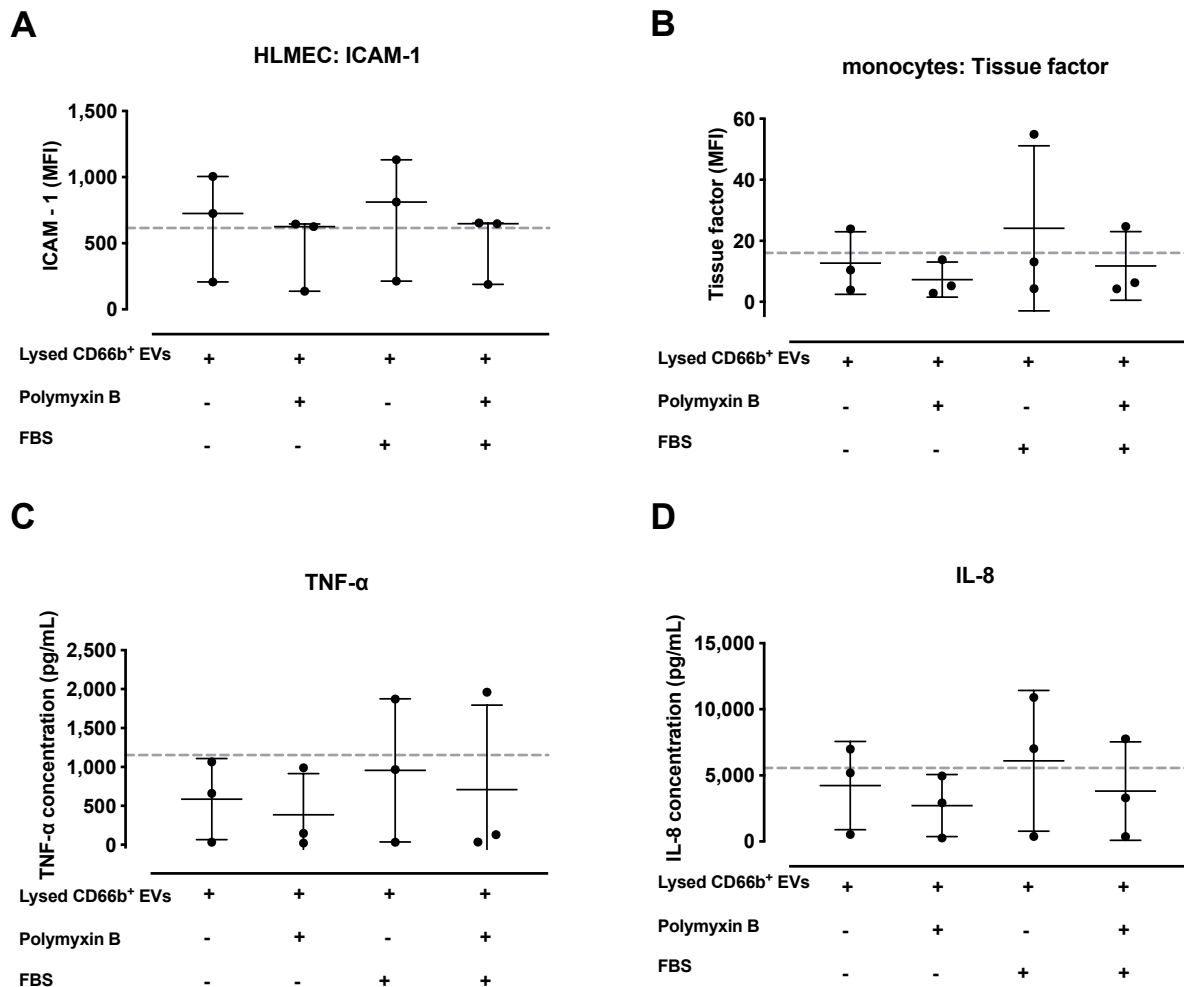 A
HLMEC: ICAM-1
ICAM - 1 (MFI)
1,500
1,000
500
0
Lysed CD66b⁺ EVs + + + +
Polymyxin B - + - +
FBS - - + +
B
monocytes: Tissue factor
Tissue factor (MFI)
60
40
20
0
Lysed CD66b⁺ EVs + + + +
Polymyxin B - + - +
FBS - - + +
C
TNF-α
TNF-α concentration (pg/mL)
2,500
2,000
1,500
1,000
500
0
Lysed CD66b⁺ EVs + + + +
Polymyxin B - + - +
FBS - - + +
D
IL-8
IL-8 concentration (pg/mL)
15,000
10,000
5,000
0
Lysed CD66b⁺ EVs + + + +
Polymyxin B - + - +
FBS - - + +